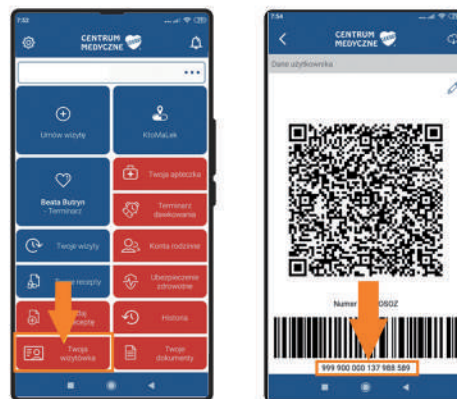 7:52
CENTRUM
MEDYCZNE
Umów wizytę
KtoMaLek
Beata Butryn
- Terminarz
Twoja apteczka
Terminarz
dawkowania
Twoje wizyty
Konta rodzinne
recepty
Ubezpieczenie
zdrowotne
Historia
Twoja
wizytówka
Twoje
dokumenty
7:54
CENTRUM
MEDYCZNE
Dane użytkownika
Numer OSOZ
999 900 000 137 988 589